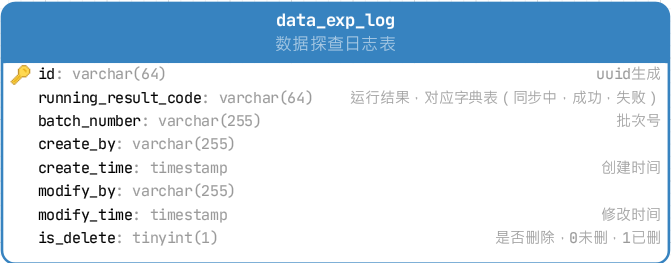 data_exp_log
数据探查日志表
id: varchar(64) uuid生成
running_result_code: varchar(64) 运行结果·对应字典表(同步中·成功·失败)
batch_number: varchar(255) 批次号
create_by: varchar(255)
create_time: timestamp 创建时间
modify_by: varchar(255)
modify_time: timestamp 修改时间
is_delete: tinyint(1) 是否删除·0未删·1已删